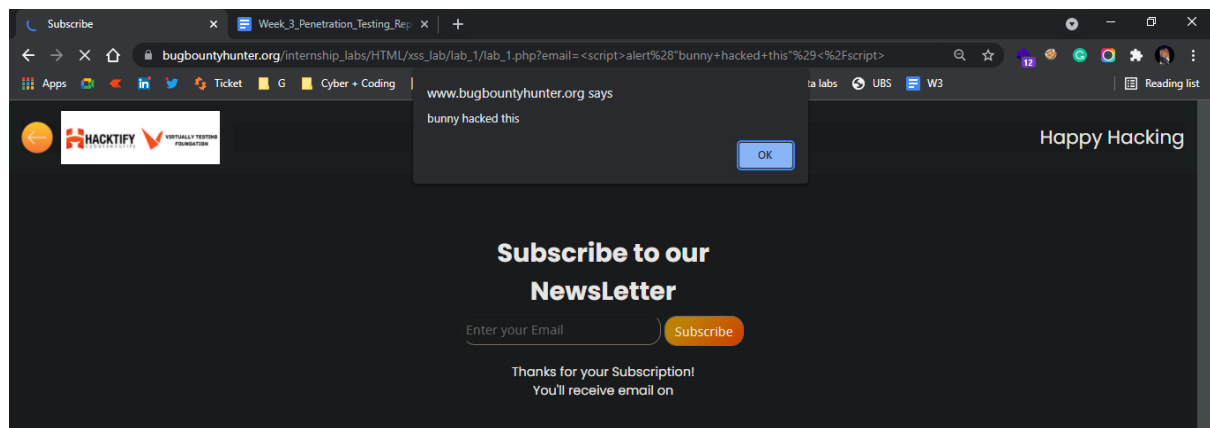 Subscribe
Week_3_Penetration_Testing_Rep
bugbountyhunter.org/internship_labs/HTML/xss_lab/lab_1/lab_1.php?email=<script>alert%28"bunny+hacked+this"%29<%2Fscript>
12
Apps
Ticket
G
Cyber + Coding
ta labs
UBS
W3
Reading list
www.bugbountyhunter.org says
bunny hacked this
OK
HACKTIFY
CYBERSECURITY
VIRTUALLY TESTING
FOUNDATION
Happy Hacking
Subscribe to our
NewsLetter
Enter your Email
Subscribe
Thanks for your Subscription!
You'll receive email on